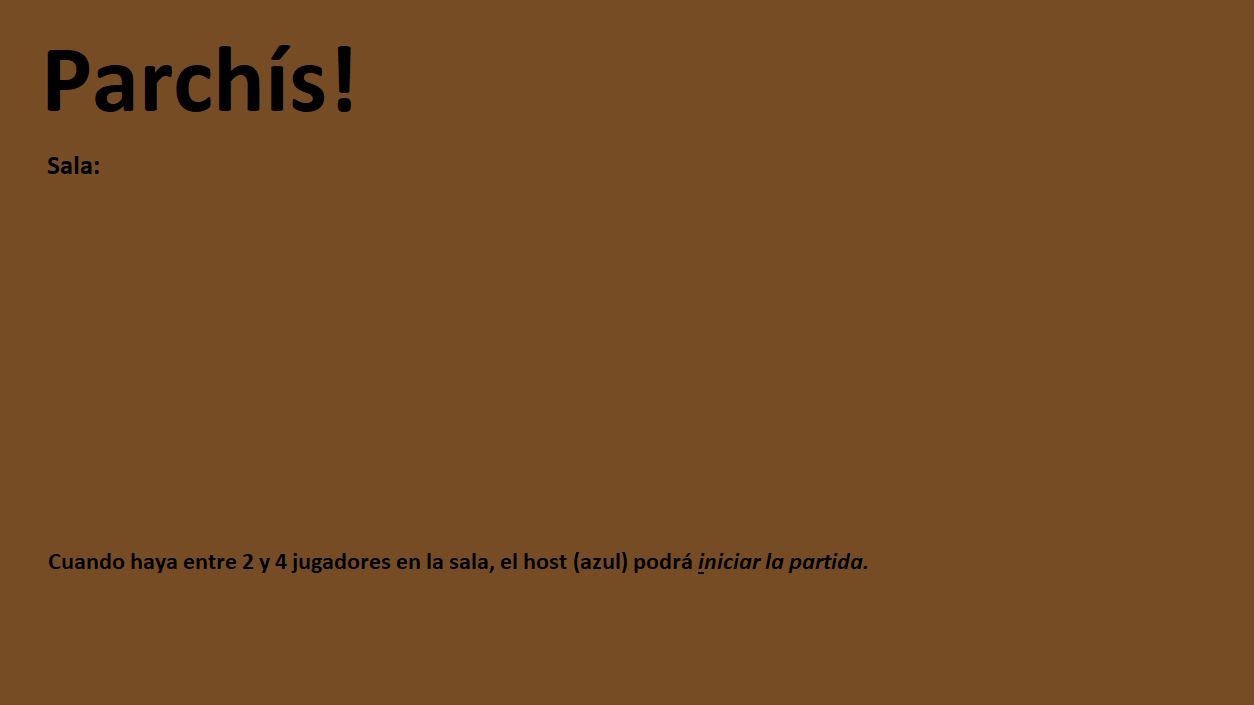 Parchís!
Sala:
Cuando haya entre 2 y 4 jugadores en la sala, el host (azul) podrá iniciar la partida.